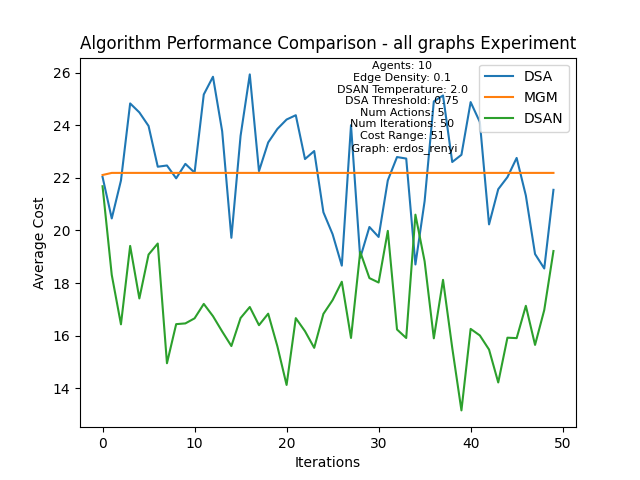 Algorithm Performance Comparison - all graphs Experiment
Agents: 10
Edge Density: 0.1
DSAN Temperature: 2.0
DSA Threshold: 0.75
Num Actions: 5
Num Iterations: 50
Cost Range: 51
Graph: erdos_renyi
DSA
MGM
DSAN
Average Cost
26
24
22
20
18
16
14
0
10
20
30
40
50
Iterations